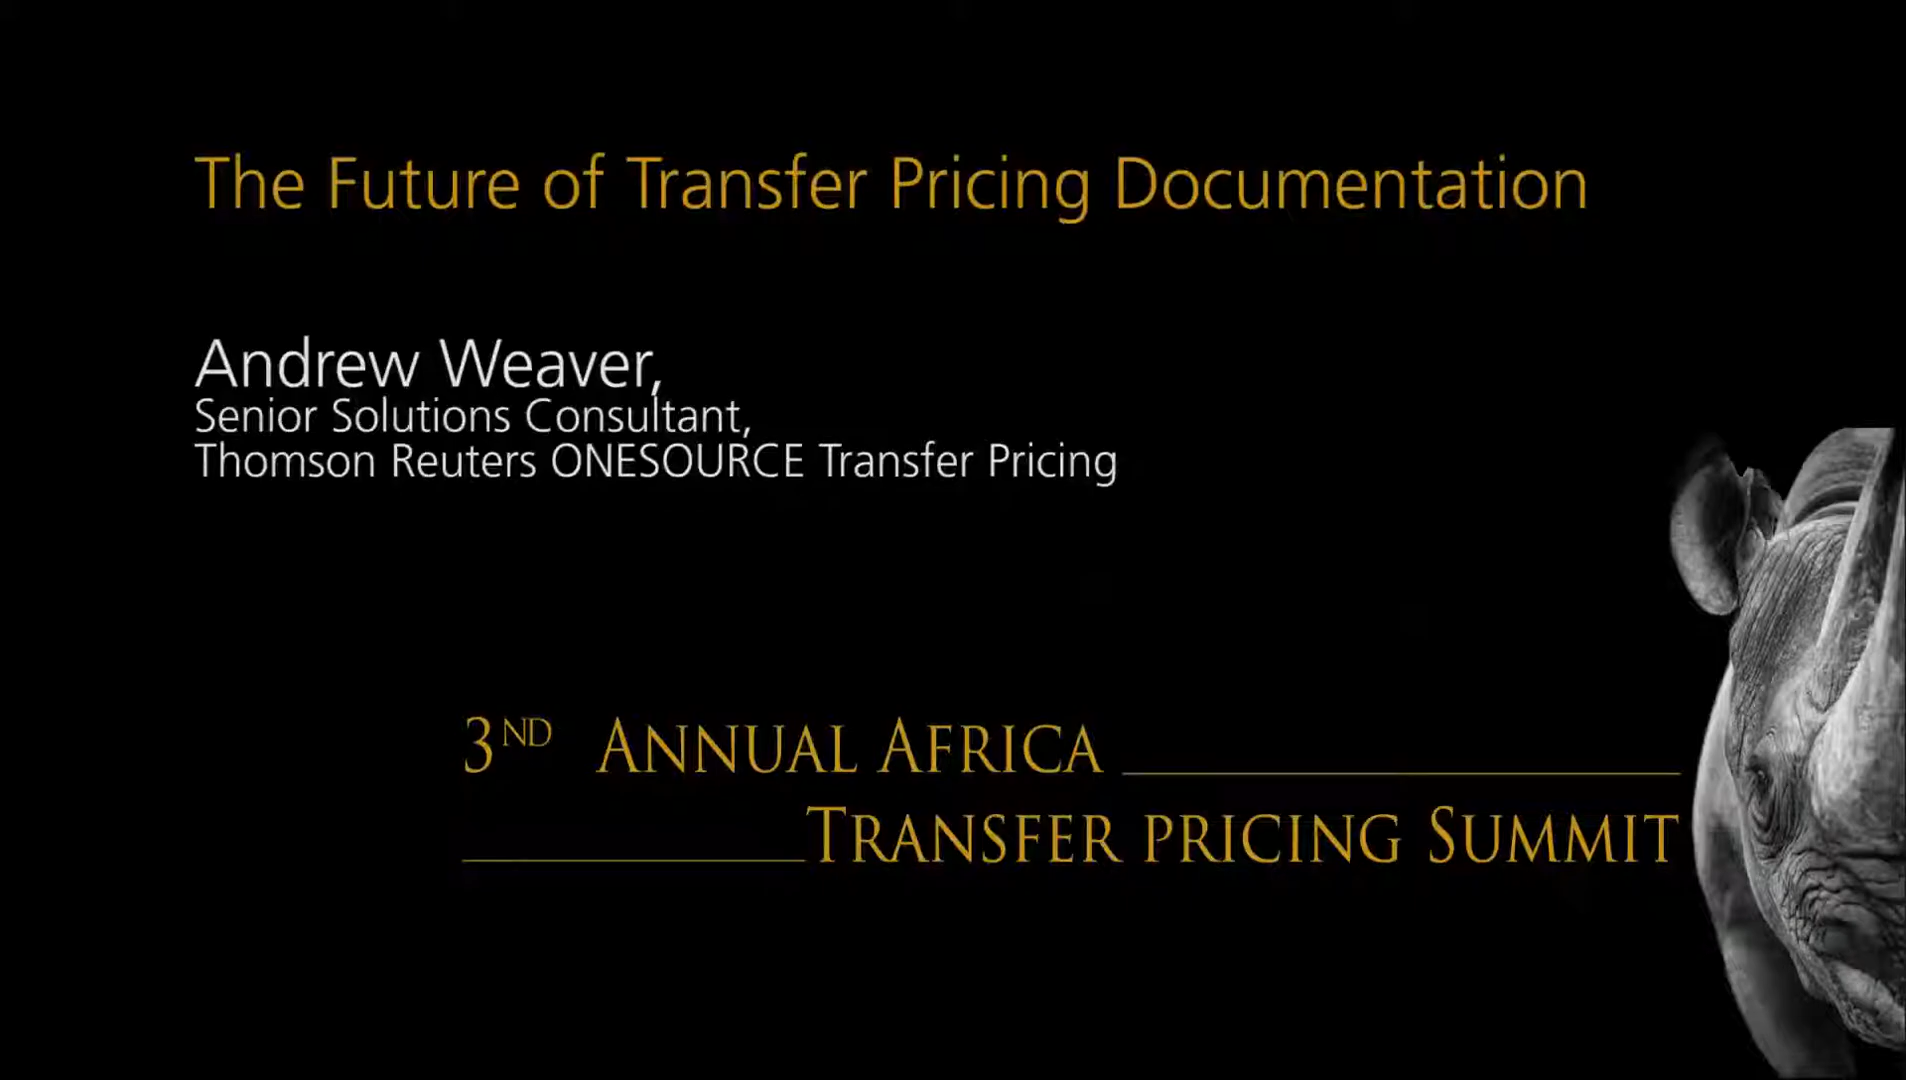 The Future of Transfer Pricing Documentation
Andrew Weaver,
Senior Solutions Consultant,
Thomson Reuters ONESOURCE Transfer Pricing
3ND ANNUAL AFRICA
TRANSFER PRICING SUMMIT